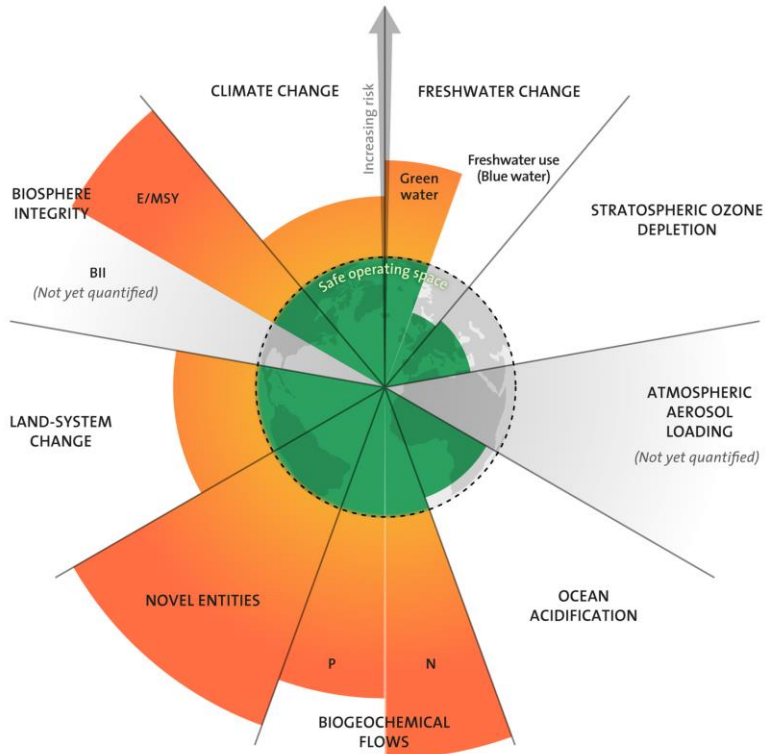 CLIMATE CHANGE
FRESHWATER CHANGE
Increasing risk
Freshwater use
(Blue water)
Green
water
BIOSPHERE
INTEGRITY
E/MSY
STRATOSPHERIC OZONE
DEPLETION
BII
(Not yet quantified)
Safe operating space
LAND-SYSTEM
CHANGE
ATMOSPHERIC
AEROSOL
LOADING
(Not yet quantified)
NOVEL ENTITIES
OCEAN
ACIDIFICATION
P
N
BIOGEOCHEMICAL
FLOWS